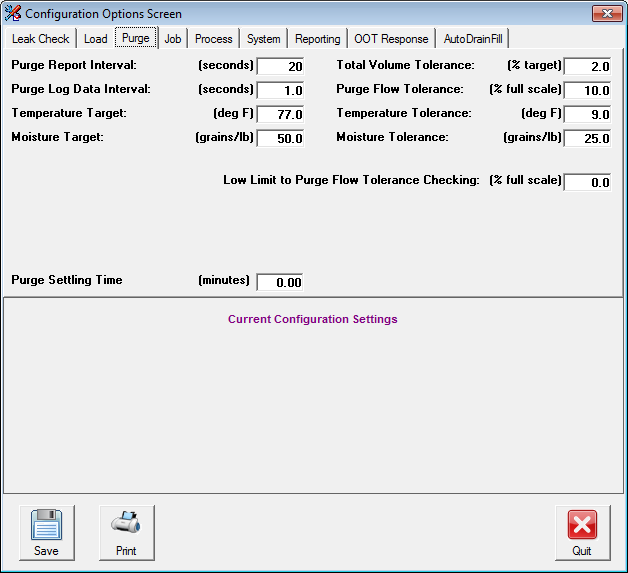 Configuration Options Screen
Leak Check Load Purge Job Process System Reporting OOT Response AutoDrainFill
Purge Report Interval: (seconds) 20 Total Volume Tolerance: (% target) 2.0
Purge Log Data Interval: (seconds) 1.0 Purge Flow Tolerance: (% full scale) 10.0
Temperature Target: (deg F) 77.0 Temperature Tolerance: (deg F) 9.0
Moisture Target: (grains/lb) 50.0 Moisture Tolerance: (grains/lb) 25.0
Low Limit to Purge Flow Tolerance Checking: (% full scale) 0.0
Purge Settling Time (minutes) 0.00
Current Configuration Settings
Save Print Quit